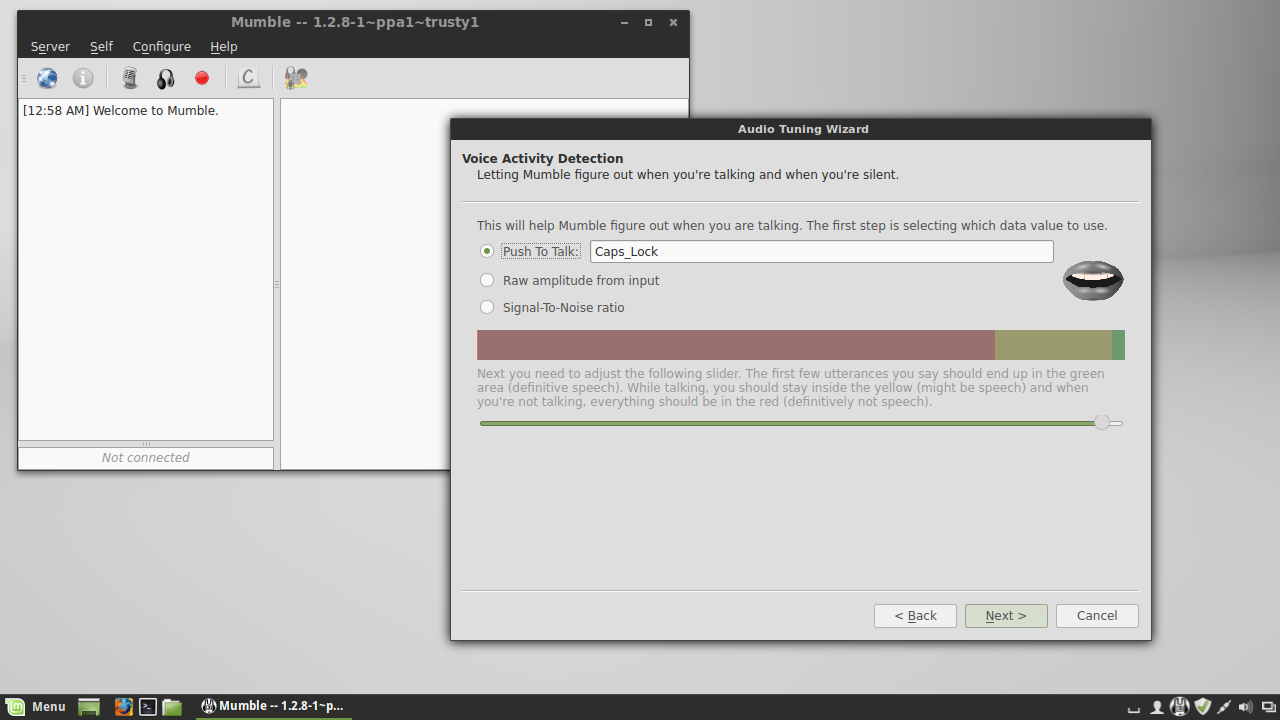 Mumble -- 1.2.8-1~ppa1~trusty1
Server Self Configure Help
[12:58 AM] Welcome to Mumble.
Not connected
Audio Tuning Wizard
Voice Activity Detection
Letting Mumble figure out when you're talking and when you're silent.
This will help Mumble figure out when you are talking. The first step is selecting which data value to use.
Push To Talk: Caps_Lock
Raw amplitude from input
Signal-To-Noise ratio
Next you need to adjust the following slider. The first few utterances you say should end up in the green
area (definitive speech). While talking, you should stay inside the yellow (might be speech) and when
you're not talking, everything should be in the red (definitively not speech).
< Back Next > Cancel
Menu Mumble -- 1.2.8-1~p...